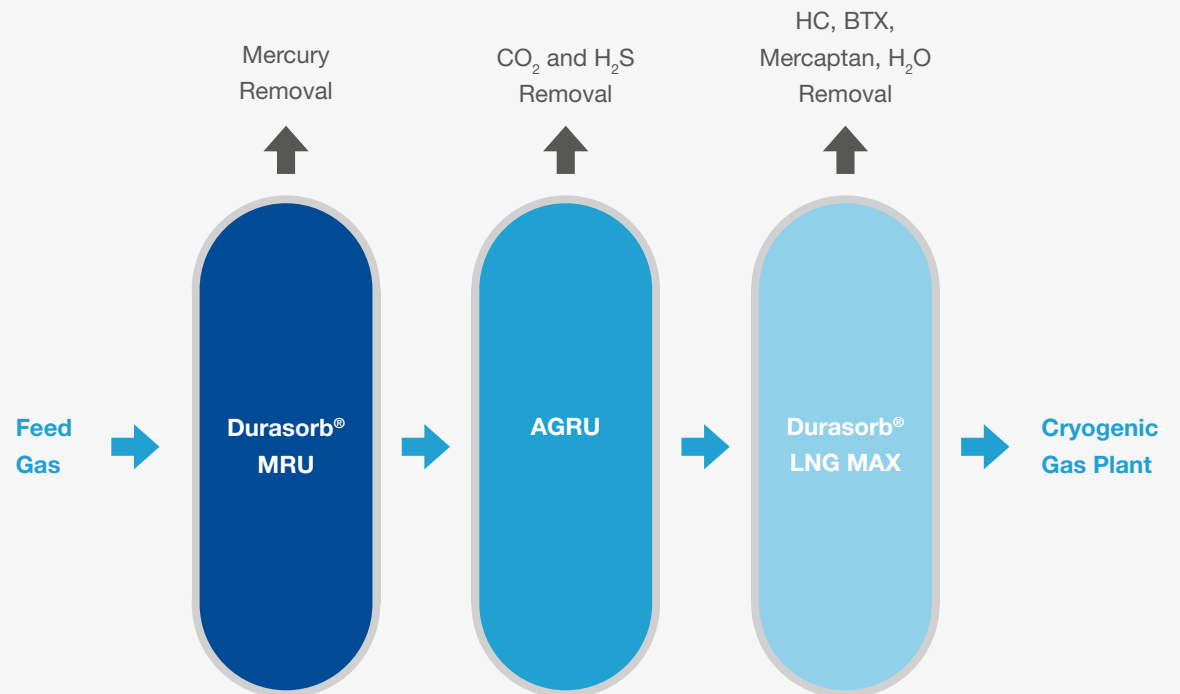 Mercury
Removal
CO₂ and H₂S
Removal
HC, BTX,
Mercaptan, H₂O
Removal
Feed
Gas
Durasorb®
MRU
AGRU
Durasorb®
LNG MAX
Cryogenic
Gas Plant